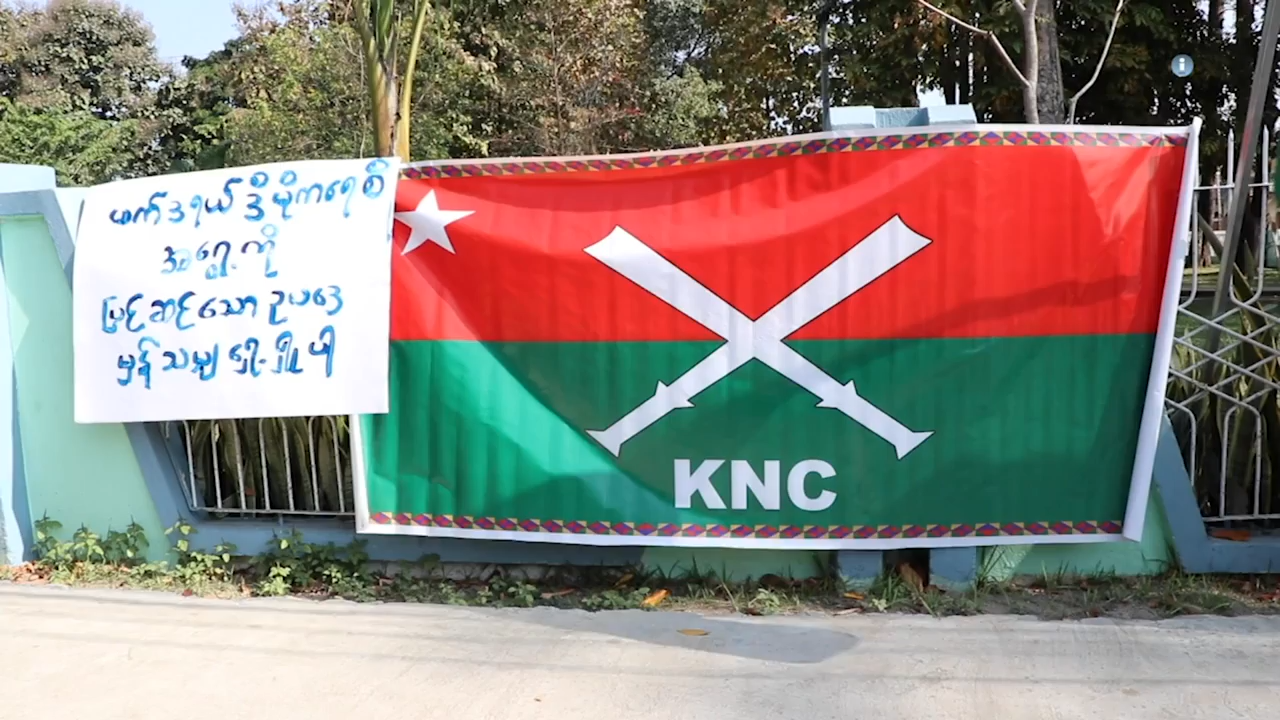 ဖက်ဒရယ်ဒီမိုကရေစီ
အရှေ့ကို
ပြင်ဆင်သော ဥပဒေ
မှန်သမျှ ရှိ
KNC